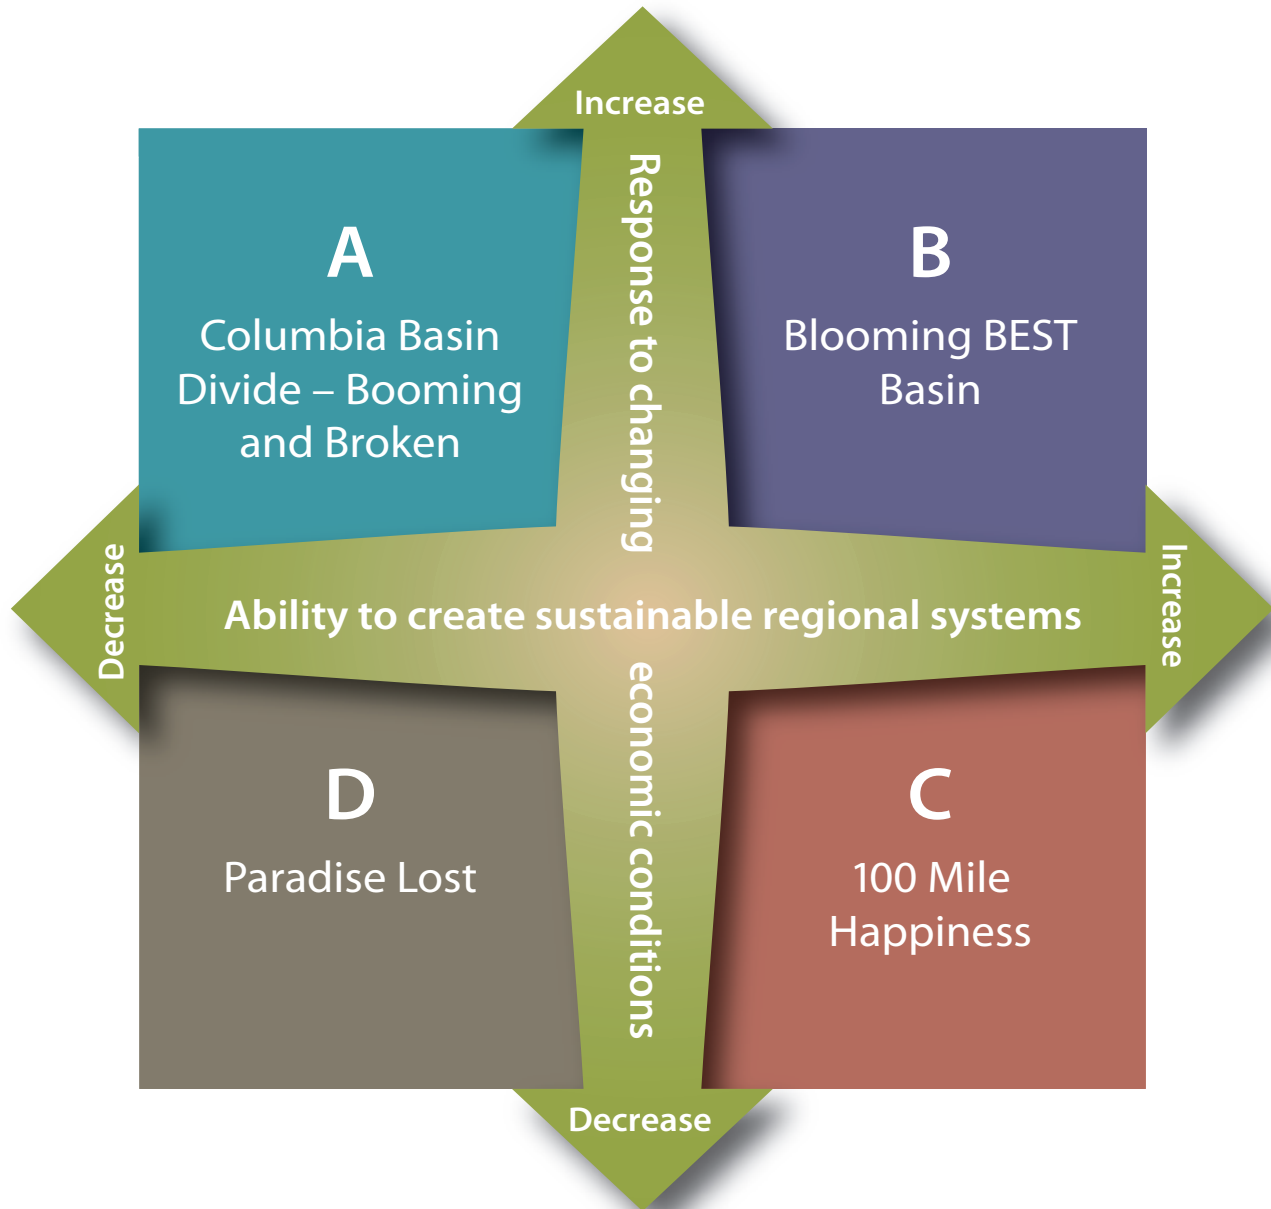 Increase
Response to changing
economic conditions
A
Columbia Basin
Divide – Booming
and Broken
B
Blooming BEST
Basin
Decrease
Ability to create sustainable regional systems
Increase
D
Paradise Lost
C
100 Mile
Happiness
Decrease